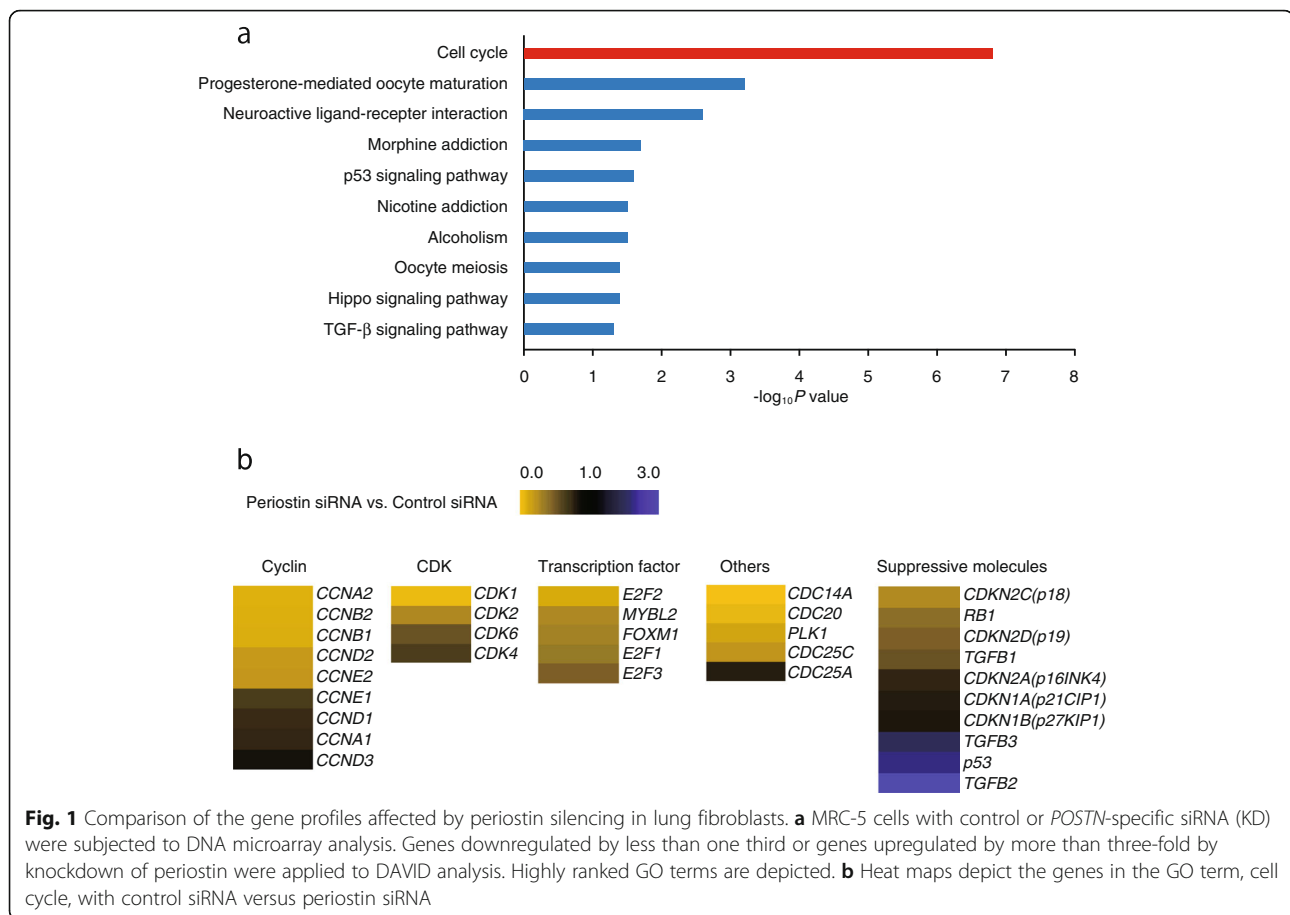 a
Cell cycle
Progesterone-mediated oocyte maturation
Neuroactive ligand-recepter interaction
Morphine addiction
p53 signaling pathway
Nicotine addiction
Alcoholism
Oocyte meiosis
Hippo signaling pathway
TGF-β signaling pathway
0 1 2 3 4 5 6 7 8
-log₁₀P value
b
0.0 1.0 3.0
Periostin siRNA vs. Control siRNA
Cyclin
CCNA2
CCNB2
CCNB1
CCND2
CCNE2
CCNE1
CCND1
CCNA1
CCND3
CDK
CDK1
CDK2
CDK6
CDK4
Transcription factor
E2F2
MYBL2
FOXM1
E2F1
E2F3
Others
CDC14A
CDC20
PLK1
CDC25C
CDC25A
Suppressive molecules
CDKN2C(p18)
RB1
CDKN2D(p19)
TGFB1
CDKN2A(p16INK4)
CDKN1A(p21CIP1)
CDKN1B(p27KIP1)
TGFB3
p53
TGFB2
Fig. 1 Comparison of the gene profiles affected by periostin silencing in lung fibroblasts. a MRC-5 cells with control or POSTN-specific siRNA (KD)
were subjected to DNA microarray analysis. Genes downregulated by less than one third or genes upregulated by more than three-fold by
knockdown of periostin were applied to DAVID analysis. Highly ranked GO terms are depicted. b Heat maps depict the genes in the GO term, cell
cycle, with control siRNA versus periostin siRNA